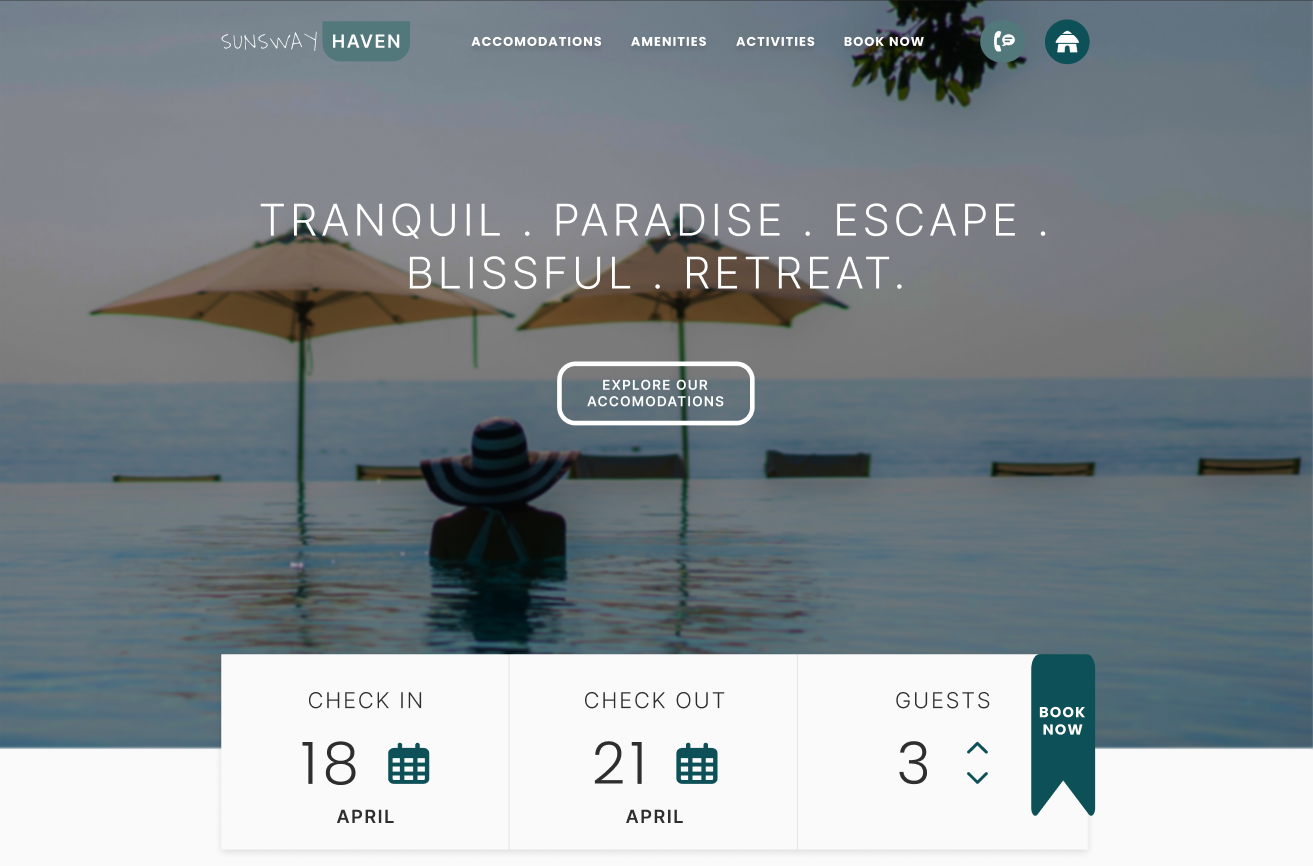 SUNSWAY HAVEN
ACCOMODATIONS AMENITIES ACTIVITIES BOOK NOW
TRANQUIL . PARADISE . ESCAPE .
BLISSFUL . RETREAT.
EXPLORE OUR
ACCOMODATIONS
CHECK IN
18
APRIL
CHECK OUT
21
APRIL
GUESTS
3
BOOK
NOW